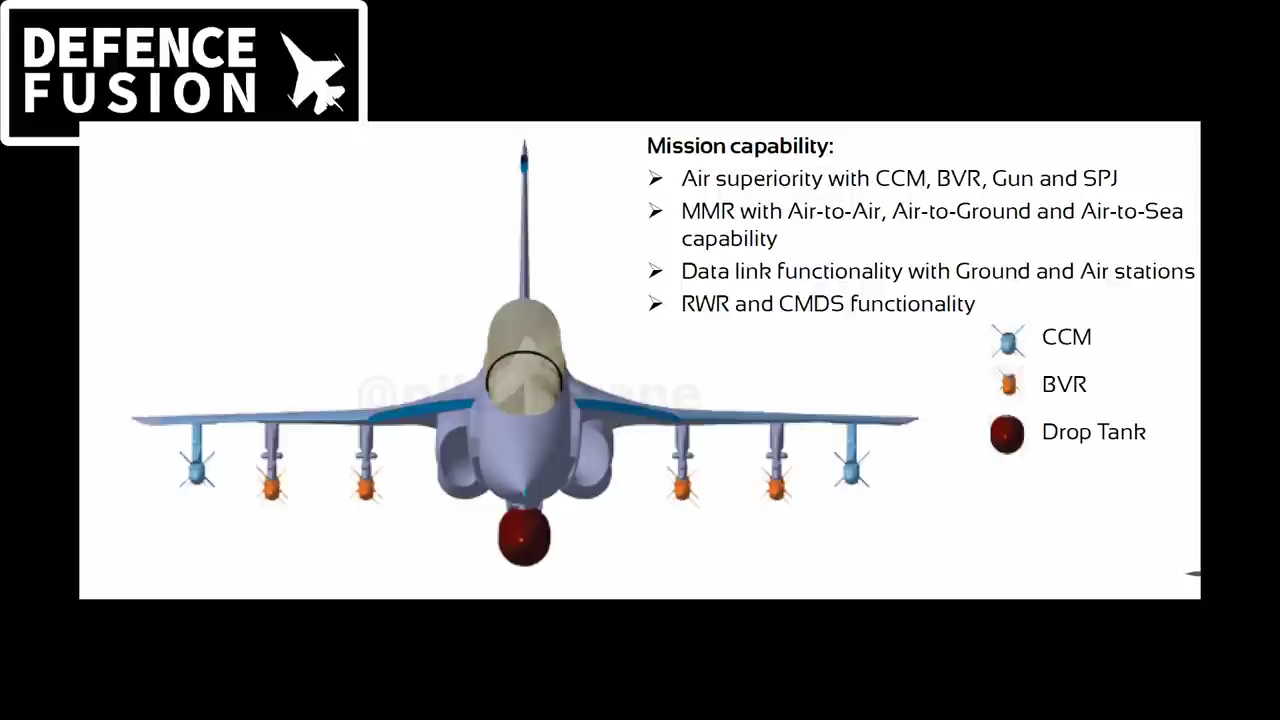 DEFENCE
FUSION
Mission capability:
➢ Air superiority with CCM, BVR, Gun and SPJ
➢ MMR with Air-to-Air, Air-to-Ground and Air-to-Sea
capability
➢ Data link functionality with Ground and Air stations
➢ RWR and CMDS functionality
CCM
BVR
Drop Tank